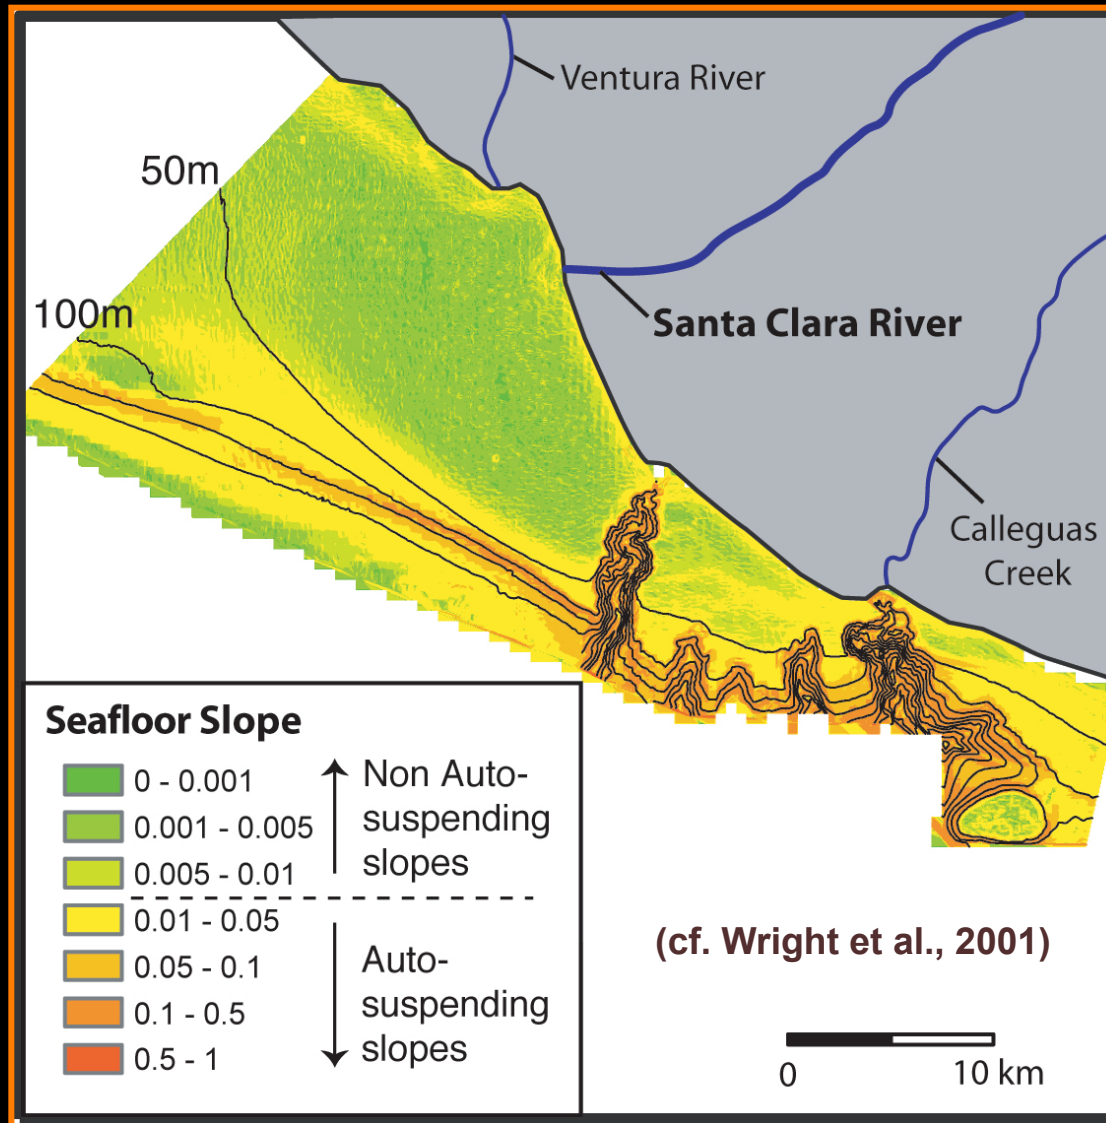 Ventura River
50m
100m
Santa Clara River
Calleguas
Creek
Seafloor Slope
0 - 0.001
0.001 - 0.005
0.005 - 0.01
0.01 - 0.05
0.05 - 0.1
0.1 - 0.5
0.5 - 1
Non Auto-
suspending
slopes
Auto-
suspending
slopes
(cf. Wright et al., 2001)
0 10 km